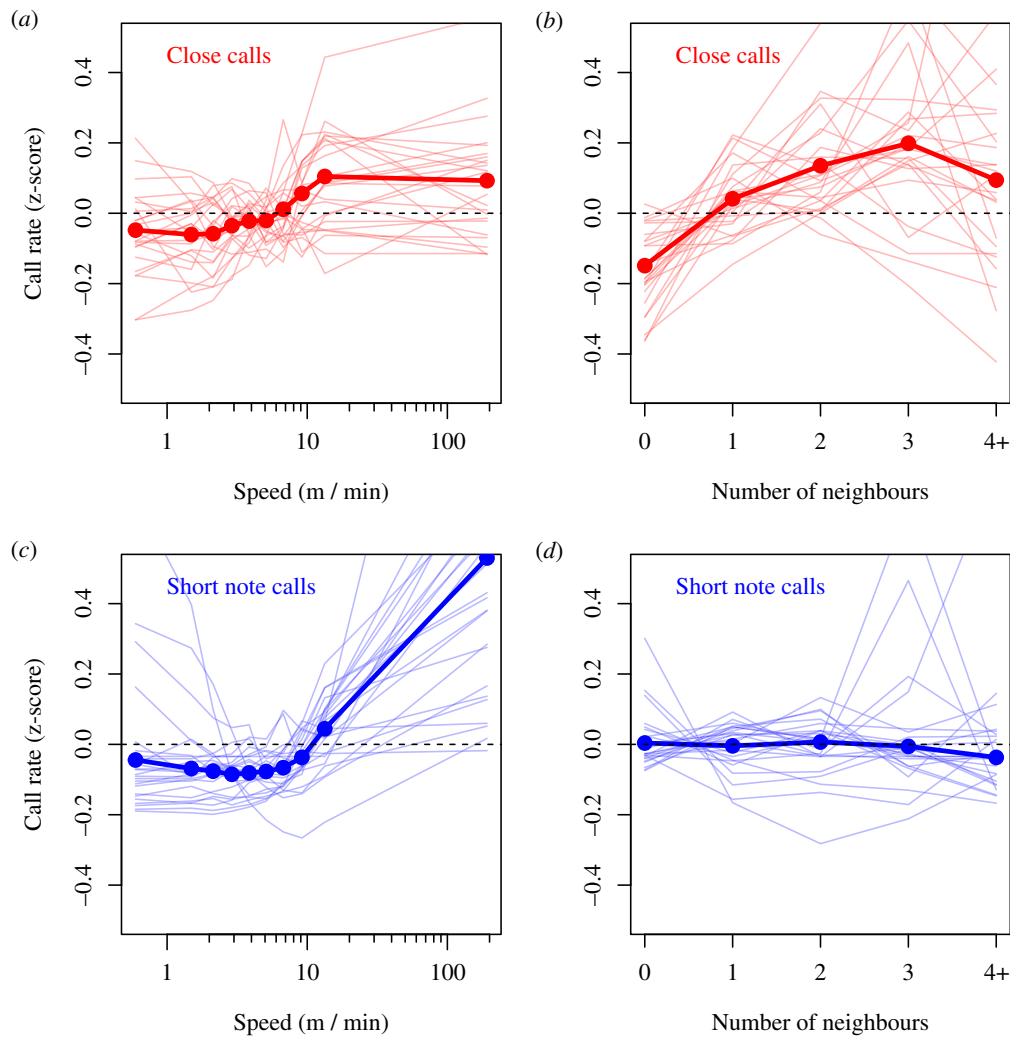 (a)
Close calls
Call rate (z-score)
0.4
0.2
0.0
−0.2
−0.4
1
10
100
Speed (m / min)
(b)
Close calls
0.4
0.2
0.0
−0.2
−0.4
0
1
2
3
4+
Number of neighbours
(c)
Short note calls
Call rate (z-score)
0.4
0.2
0.0
−0.2
−0.4
1
10
100
Speed (m / min)
(d)
Short note calls
0.4
0.2
0.0
−0.2
−0.4
0
1
2
3
4+
Number of neighbours